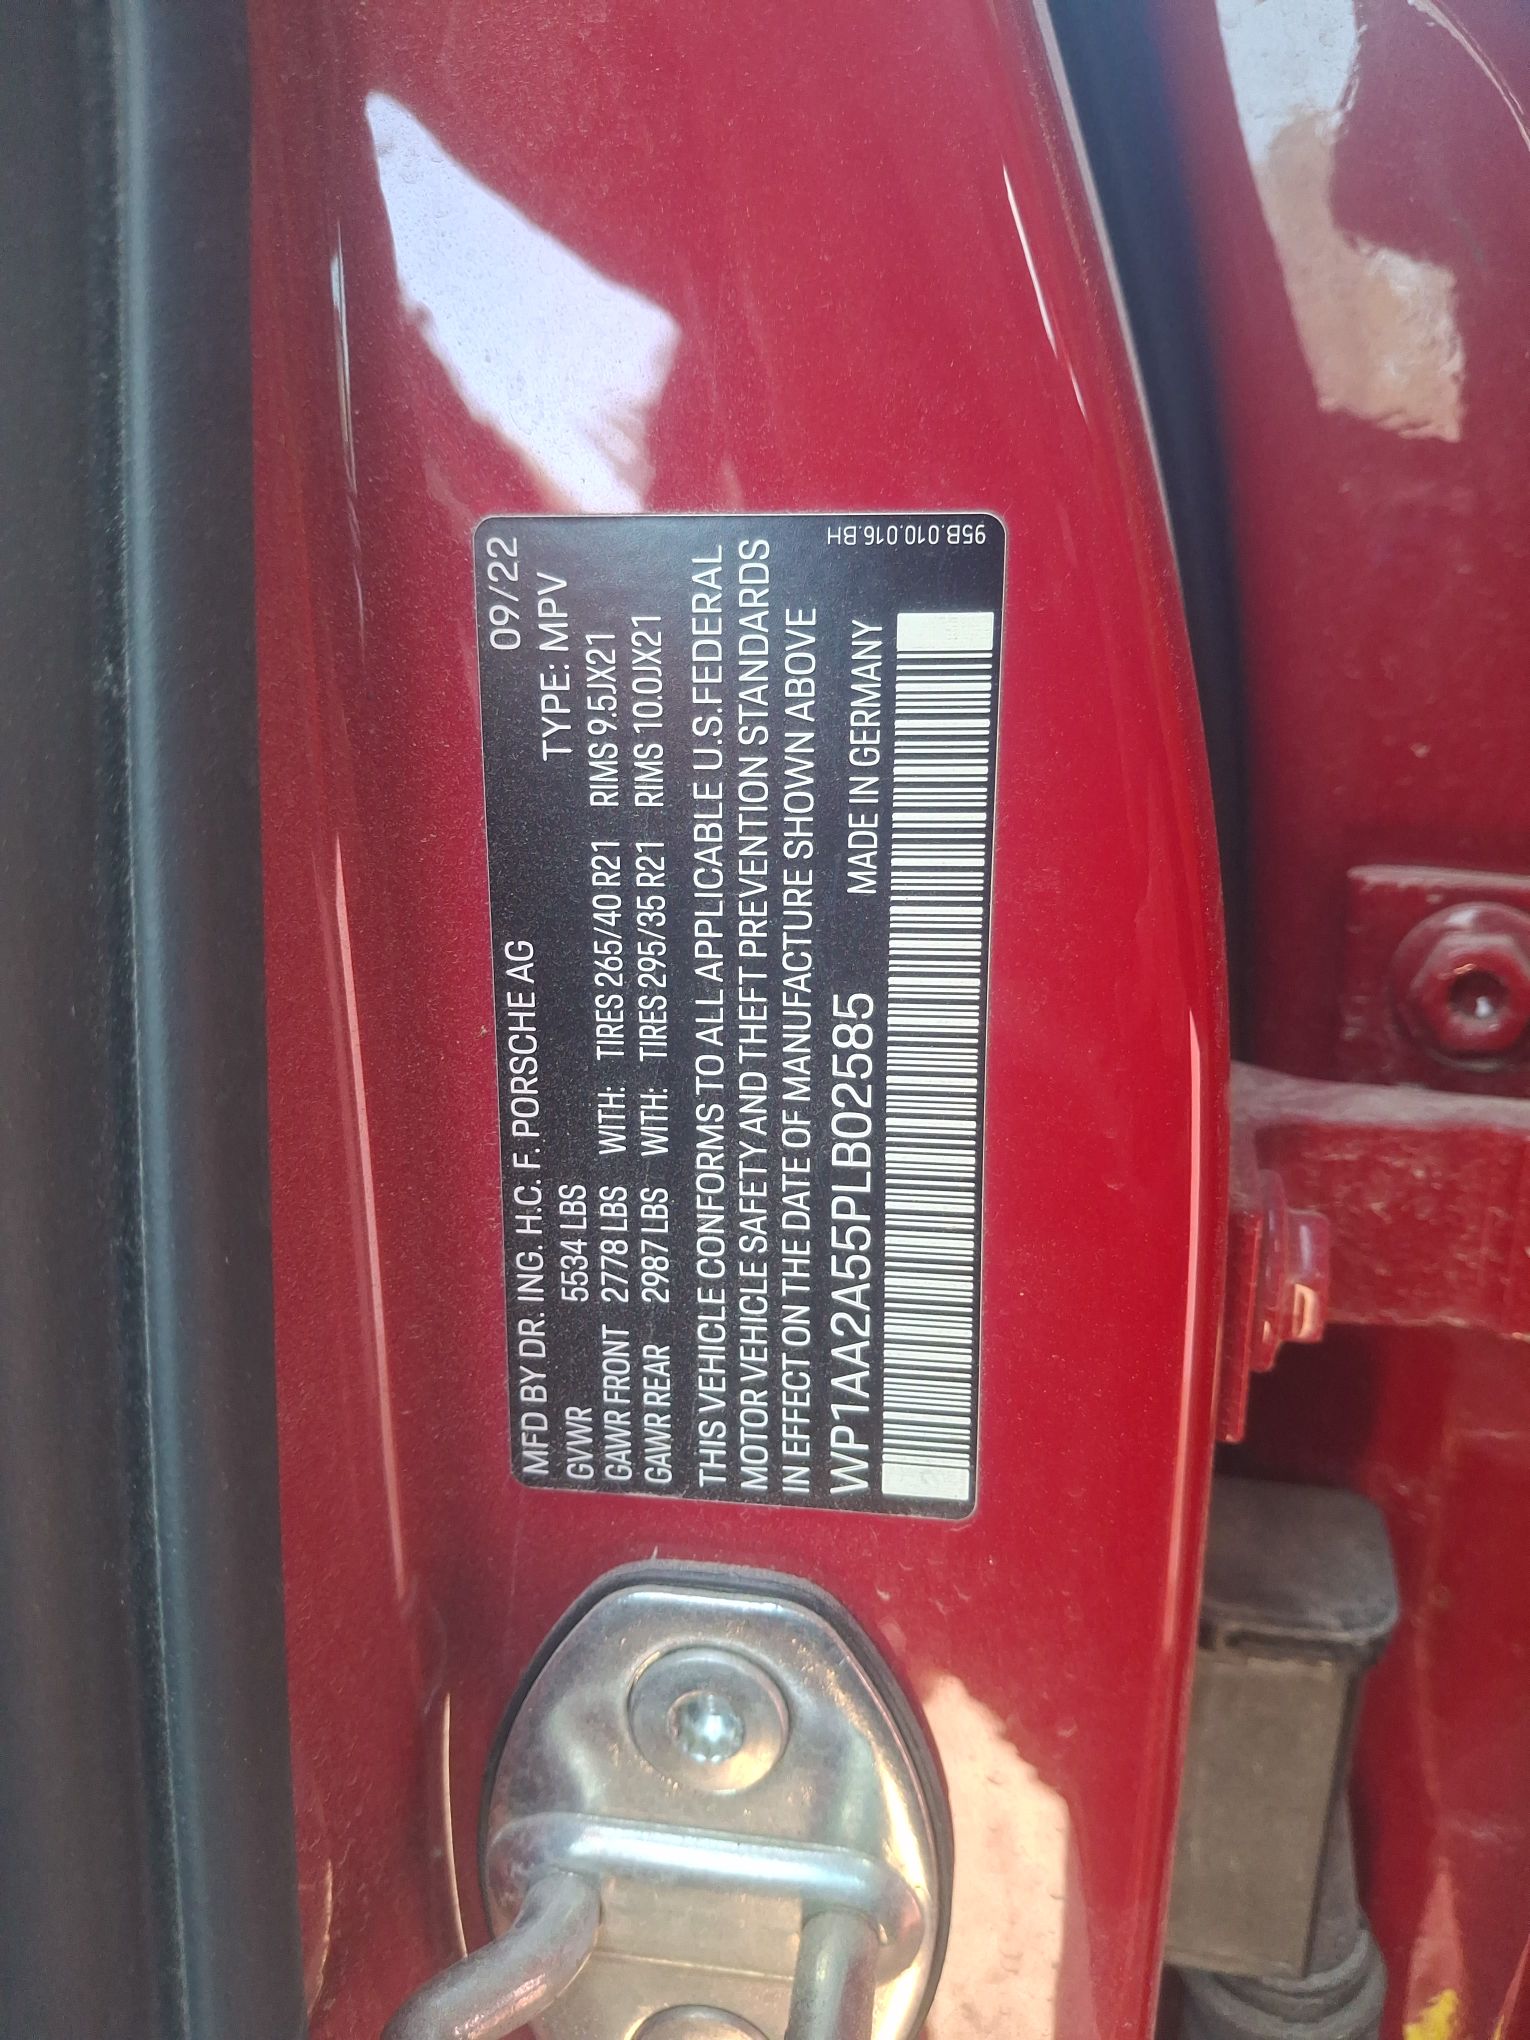 MFD BY DR. ING. H.C. F. PORSCHE AG 09/22
GVWR 5534 LBS TYPE: MPV
GAWR FRONT 2778 LBS WITH: TIRES 265/40 R21 RIMS 9.5JX21
GAWR REAR 2987 LBS WITH: TIRES 295/35 R21 RIMS 10.0JX21
THIS VEHICLE CONFORMS TO ALL APPLICABLE U.S.FEDERAL
MOTOR VEHICLE SAFETY AND THEFT PREVENTION STANDARDS
IN EFFECT ON THE DATE OF MANUFACTURE SHOWN ABOVE
WP1AA2A55PLB02585 MADE IN GERMANY
95B.010.016.BH